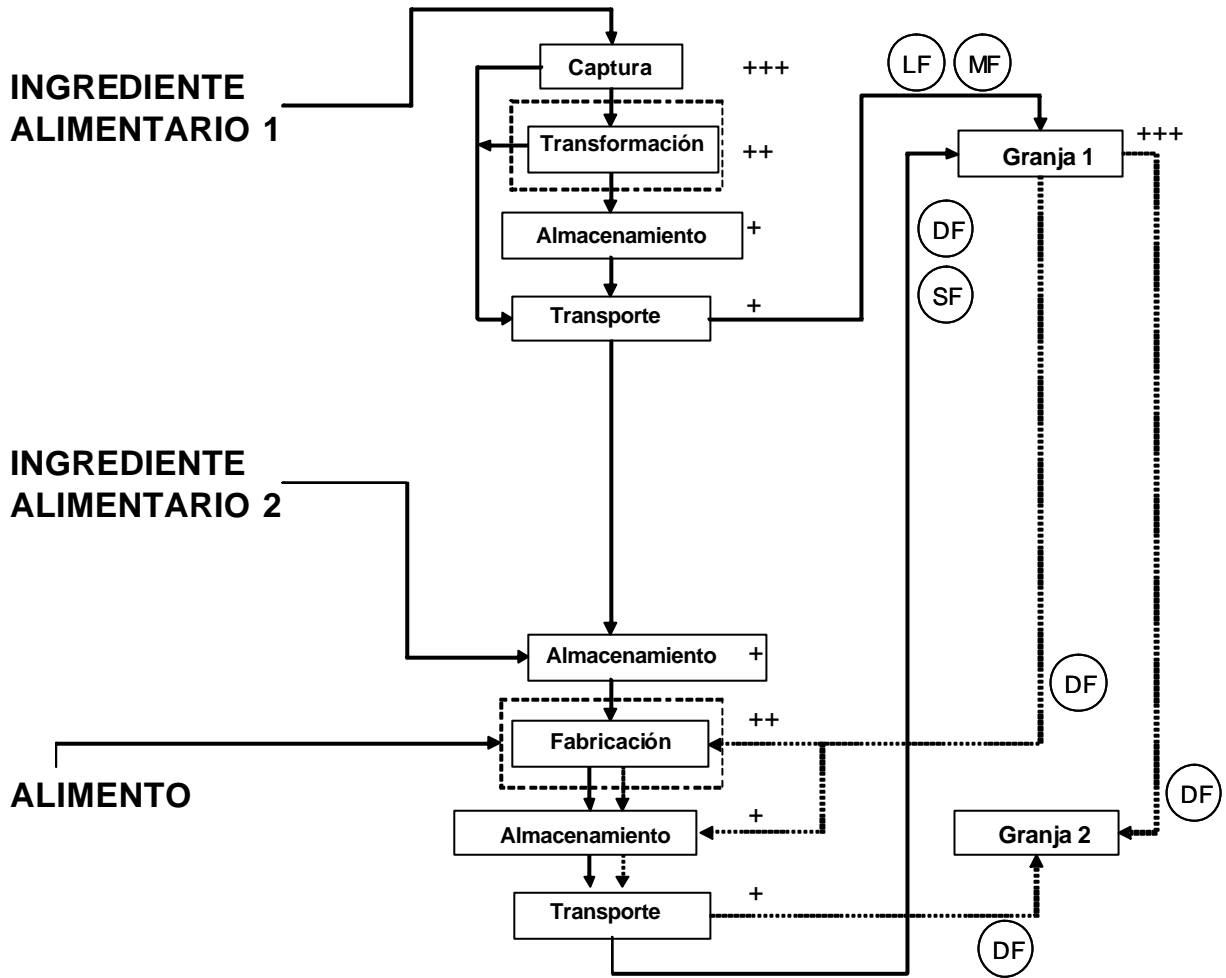 Captura
+++
LF
MF
INGREDIENTE
ALIMENTARIO 1
Transformación
++
Granja 1
+++
Almacenamiento
+
DF
SF
Transporte
+
INGREDIENTE
ALIMENTARIO 2
Almacenamiento
+
DF
Fabricación
++
ALIMENTO
DF
Almacenamiento
+
Granja 2
Transporte
+
DF